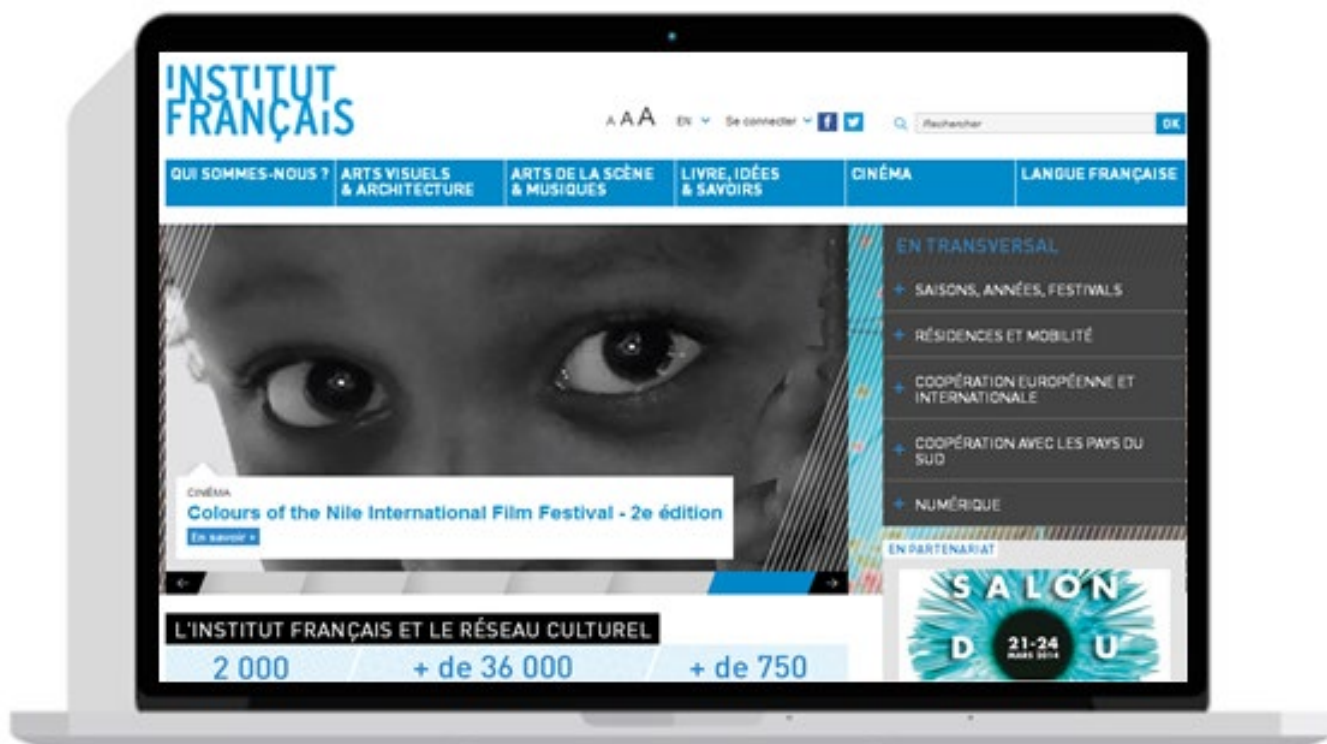 INSTITUT
FRANÇAIS
A A A EN Se connecter f Rechercher OK
QUI SOMMES-NOUS ?
ARTS VISUELS
& ARCHITECTURE
ARTS DE LA SCÈNE
& MUSIQUES
LIVRE, IDÉES
& SAVOIRS
CINÉMA
LANGUE FRANÇAISE
CINÉMA
Colours of the Nile International Film Festival - 2e édition
En savoir +
EN TRANSVERSAL
+ SAISONS, ANNÉES, FESTIVALS
+ RÉSIDENCES ET MOBILITÉ
+ COOPÉRATION EUROPÉENNE ET
INTERNATIONALE
+ COOPÉRATION AVEC LES PAYS DU
SUD
+ NUMÉRIQUE
EN PARTENARIAT
SALON
DU
21-24
MARS 2014
L'INSTITUT FRANÇAIS ET LE RÉSEAU CULTUREL
2 000 + de 36 000 + de 750